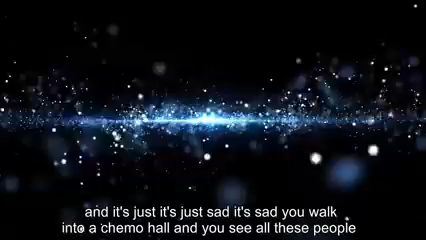 and it's just it's just sad it's sad you walk
into a chemo hall and you see all these people